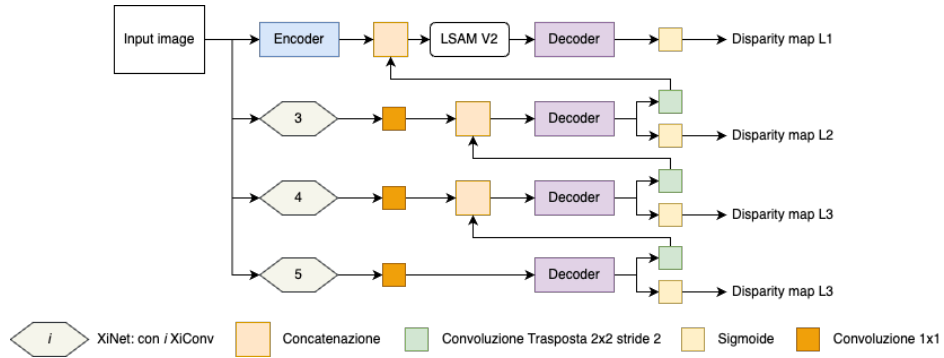 Input image
Encoder
LSAM V2
Decoder
Disparity map L1
3
Decoder
Disparity map L2
4
Decoder
Disparity map L3
5
Decoder
Disparity map L3
i
XiNet: con i XiConv
Concatenazione
Convoluzione Trasposta 2x2 stride 2
Sigmoide
Convoluzione 1x1